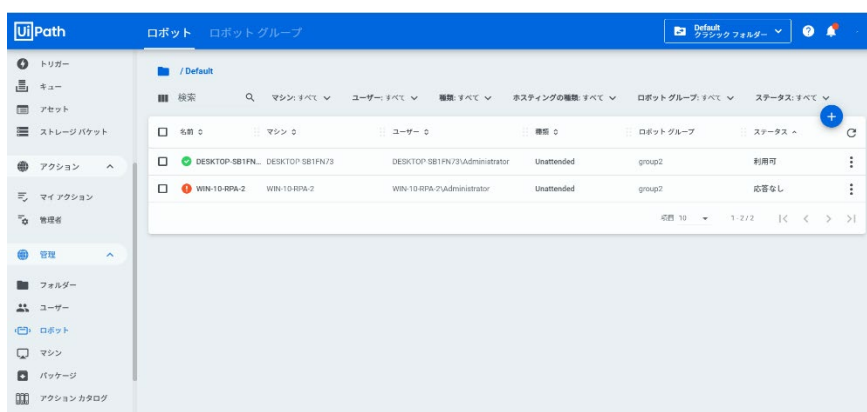 UiPath
ロボット ロボット グループ
Default
クラシック フォルダー
トリガー
キュー
アセット
ストレージ バケット
アクション
マイ アクション
管理者
管理
フォルダー
ユーザー
ロボット
マシン
パッケージ
アクション カタログ
/ Default
検索 マシン: すべて ユーザー: すべて 種類: すべて ホスティングの種類: すべて ロボット グループ: すべて ステータス: すべて
名前 マシン ユーザー 種類 ロボット グループ ステータス
DESKTOP-SB1FN... DESKTOP-SB1FN73 DESKTOP-SB1FN73\Administrator Unattended group2 利用可
WIN-10-RPA-2 WIN-10-RPA-2 WIN-10-RPA-2\Administrator Unattended group2 応答なし
項目 10 1 - 2 / 2